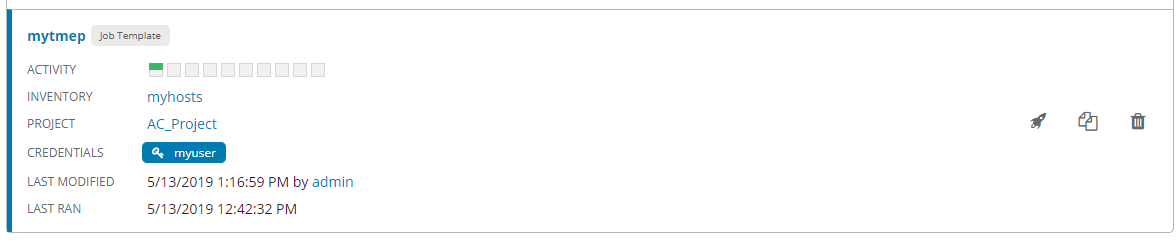 mytmep Job Template
ACTIVITY
INVENTORY myhosts
PROJECT AC_Project
CREDENTIALS myuser
LAST MODIFIED 5/13/2019 1:16:59 PM by admin
LAST RAN 5/13/2019 12:42:32 PM